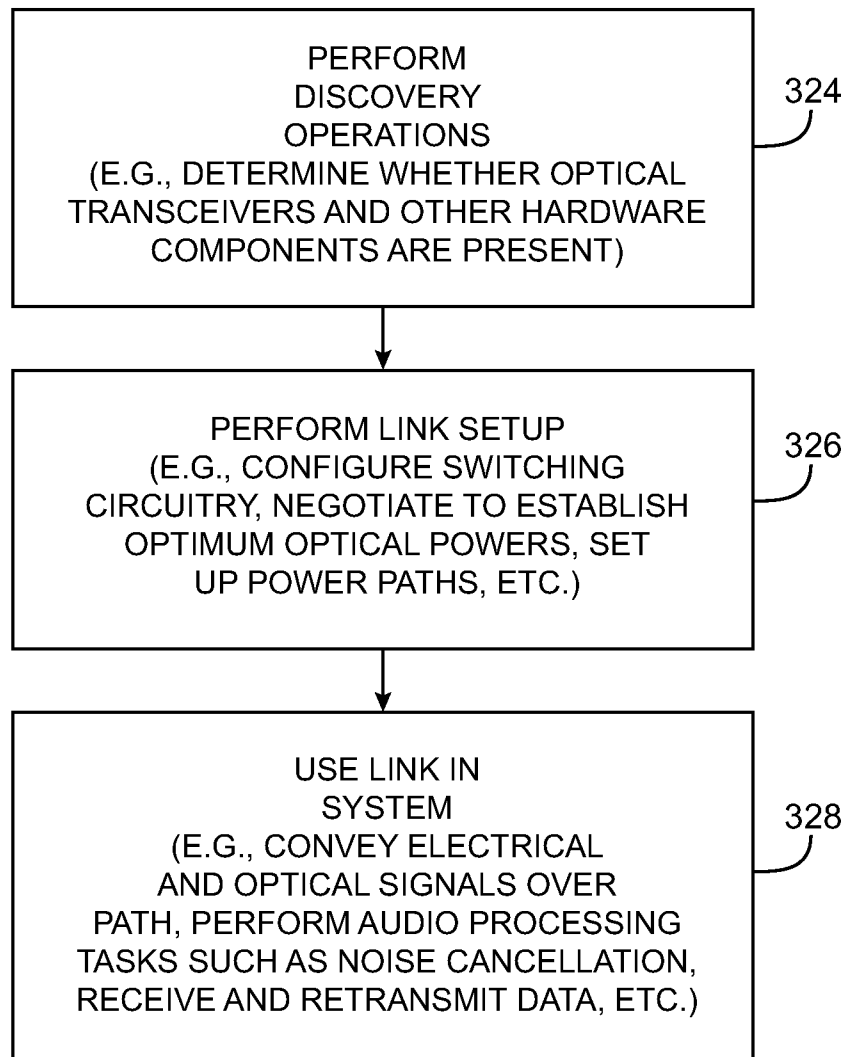 PERFORM
DISCOVERY
OPERATIONS
(E.G., DETERMINE WHETHER OPTICAL
TRANSCEIVERS AND OTHER HARDWARE
COMPONENTS ARE PRESENT)
324
PERFORM LINK SETUP
(E.G., CONFIGURE SWITCHING
CIRCUITRY, NEGOTIATE TO ESTABLISH
OPTIMUM OPTICAL POWERS, SET
UP POWER PATHS, ETC.)
326
USE LINK IN
SYSTEM
(E.G., CONVEY ELECTRICAL
AND OPTICAL SIGNALS OVER
PATH, PERFORM AUDIO PROCESSING
TASKS SUCH AS NOISE CANCELLATION,
RECEIVE AND RETRANSMIT DATA, ETC.)
328